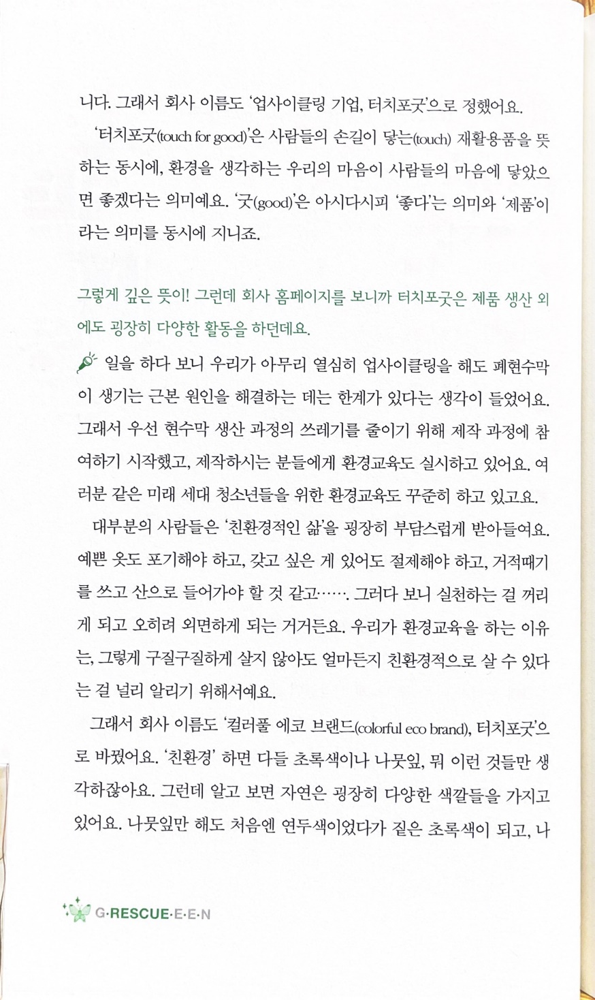 니다. 그래서 회사 이름도 ‘업사이클링 기업, 터치포굿’으로 정했어요.
‘터치포굿(touch for good)’은 사람들의 손길이 닿는(touch) 재활용품을 뜻
하는 동시에, 환경을 생각하는 우리의 마음이 사람들의 마음에 닿았으
면 좋겠다는 의미예요. ‘굿(good)’은 아시다시피 ‘좋다’는 의미와 ‘제품’이
라는 의미를 동시에 지니죠.
그렇게 깊은 뜻이! 그런데 회사 홈페이지를 보니까 터치포굿은 제품 생산 외
에도 굉장히 다양한 활동을 하던데요.
일을 하다 보니 우리가 아무리 열심히 업사이클링을 해도 폐현수막
이 생기는 근본 원인을 해결하는 데는 한계가 있다는 생각이 들었어요.
그래서 우선 현수막 생산 과정의 쓰레기를 줄이기 위해 제작 과정에 참
여하기 시작했고, 제작하시는 분들에게 환경교육도 실시하고 있어요. 여
러분 같은 미래 세대 청소년들을 위한 환경교육도 꾸준히 하고 있고요.
대부분의 사람들은 ‘친환경적인 삶’을 굉장히 부담스럽게 받아들여요.
예쁜 옷도 포기해야 하고, 갖고 싶은 게 있어도 절제해야 하고, 거적때기
를 쓰고 산으로 들어가야 할 것 같고……. 그러다 보니 실천하는 걸 꺼리
게 되고 오히려 외면하게 되는 거거든요. 우리가 환경교육을 하는 이유
는, 그렇게 구질구질하게 살지 않아도 얼마든지 친환경적으로 살 수 있다
는 걸 널리 알리기 위해서예요.
그래서 회사 이름도 ‘컬러풀 에코 브랜드(colorful eco brand), 터치포굿’으
로 바꿨어요. ‘친환경’ 하면 다들 초록색이나 나뭇잎, 뭐 이런 것들만 생
각하잖아요. 그런데 알고 보면 자연은 굉장히 다양한 색깔들을 가지고
있어요. 나뭇잎만 해도 처음엔 연두색이었다가 짙은 초록색이 되고, 나
G·RESCUE·E·E·N